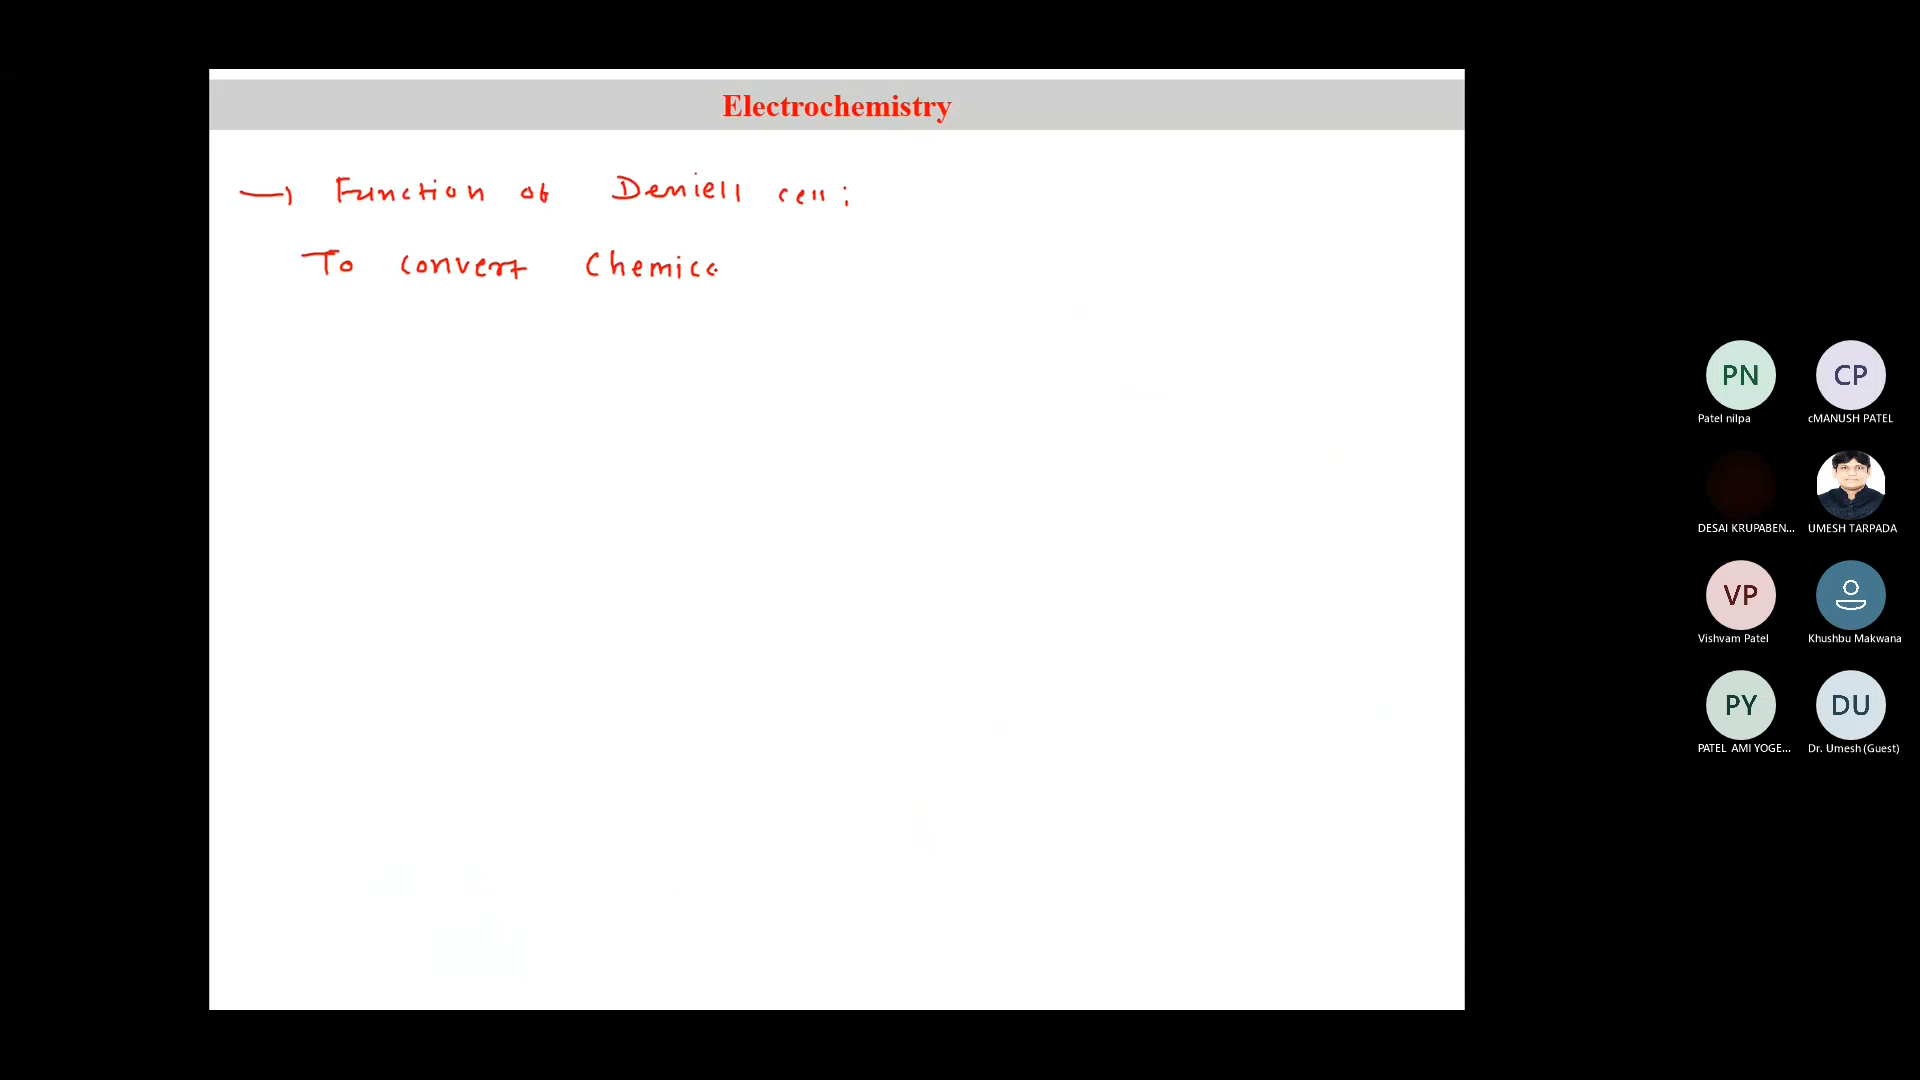 Electrochemistry
→ Function of Deniell cell:
To convert Chemica
PN
CP
Patel nilpa
cMANUSH PATEL
DESAI KRUPABEN...
UMESH TARPADA
VP
Vishvam Patel
Khushbu Makwana
PY
DU
PATEL AMI YOGE...
Dr. Umesh (Guest)